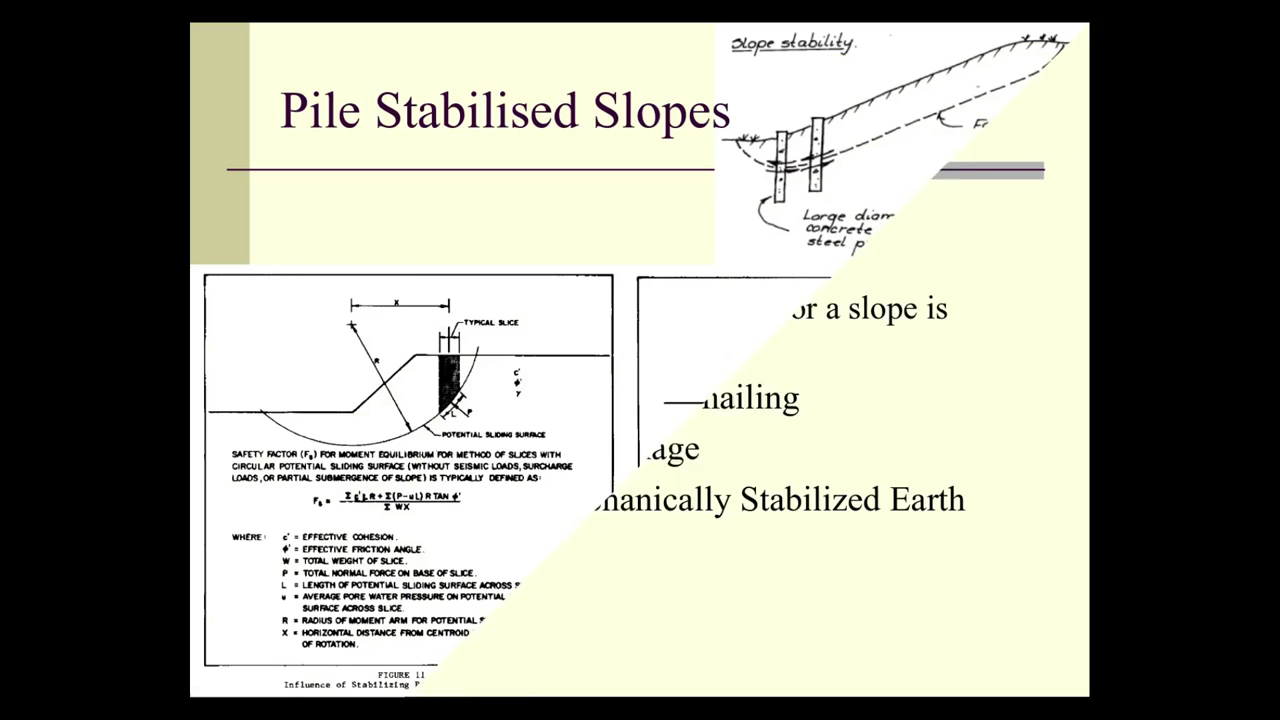 Slope stability.
Pile Stabilised Slopes
Large diam
concrete
steel p
X
TYPICAL SLICE
R
c'
ϕ'
γ
L
P
POTENTIAL SLIDING SURFACE
SAFETY FACTOR (Fs) FOR MOMENT EQUILIBRIUM FOR METHOD OF SLICES WITH
CIRCULAR POTENTIAL SLIDING SURFACE (WITHOUT SEISMIC LOADS, SURCHARGE
LOADS, OR PARTIAL SUBMERGENCE OF SLOPE) IS TYPICALLY DEFINED AS:
Fs = Σ c'LR + Σ(P-uL) R TAN ϕ'
Σ WX
WHERE: c' = EFFECTIVE COHESION.
ϕ' = EFFECTIVE FRICTION ANGLE.
W = TOTAL WEIGHT OF SLICE.
P = TOTAL NORMAL FORCE ON BASE OF SLICE.
L = LENGTH OF POTENTIAL SLIDING SURFACE ACROSS S
u = AVERAGE PORE WATER PRESSURE ON POTENTIAL
SURFACE ACROSS SLICE.
R = RADIUS OF MOMENT ARM FOR POTENTIAL S
X = HORIZONTAL DISTANCE FROM CENTROID
OF ROTATION.
FIGURE 11
Influence of Stabilizing P
or a slope is
nailing
age
hanically Stabilized Earth